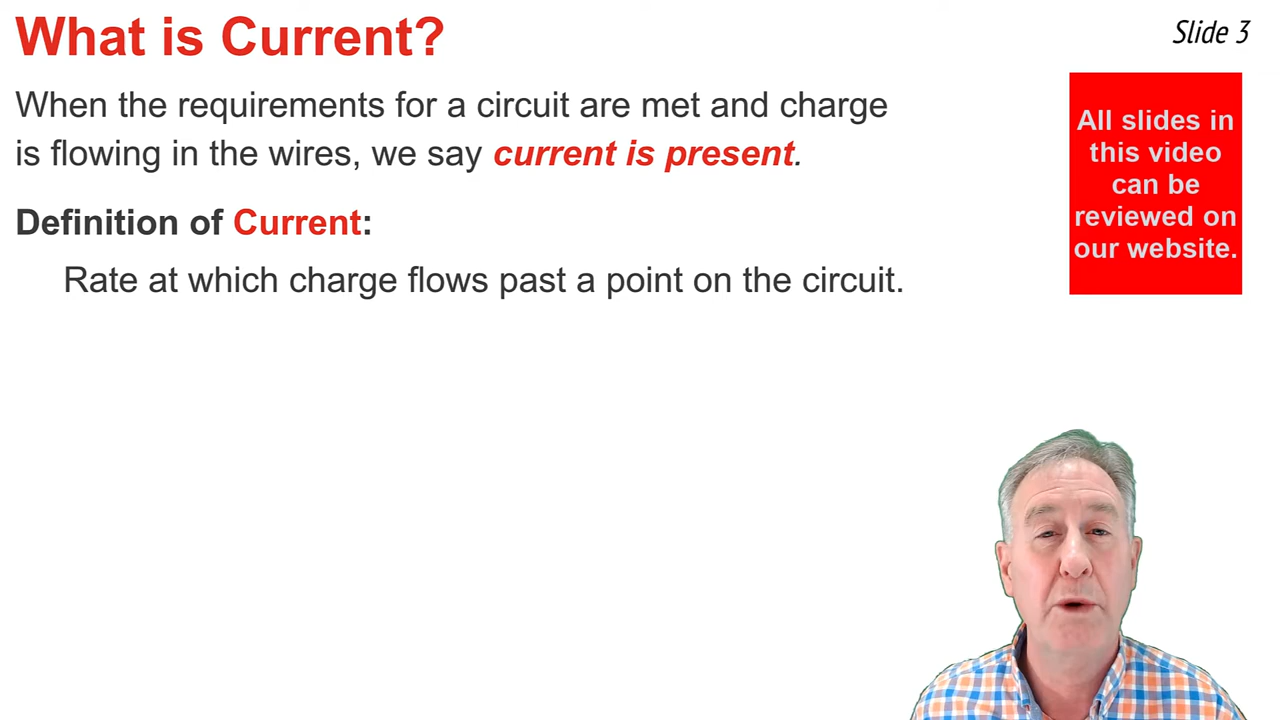 What is Current?
Slide 3
When the requirements for a circuit are met and charge
is flowing in the wires, we say current is present.
Definition of Current:
Rate at which charge flows past a point on the circuit.
All slides in
this video
can be
reviewed on
our website.